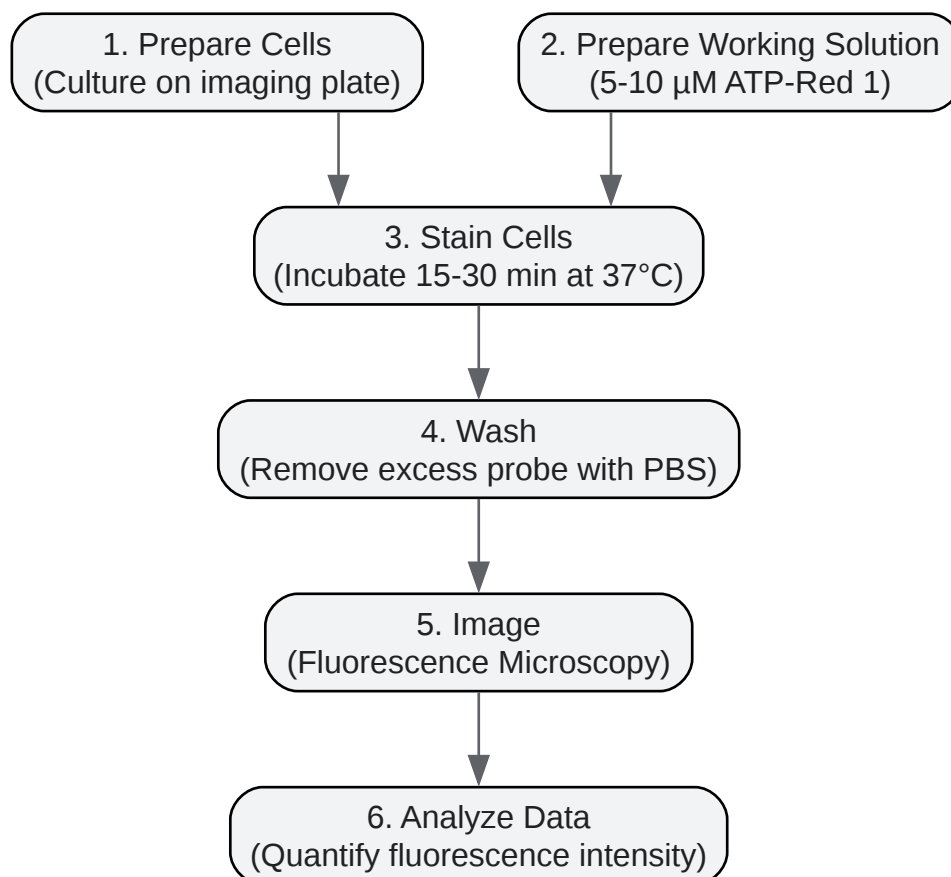 1. Prepare Cells
(Culture on imaging plate)
2. Prepare Working Solution
(5-10 µM ATP-Red 1)
3. Stain Cells
(Incubate 15-30 min at 37°C)
4. Wash
(Remove excess probe with PBS)
5. Image
(Fluorescence Microscopy)
6. Analyze Data
(Quantify fluorescence intensity)